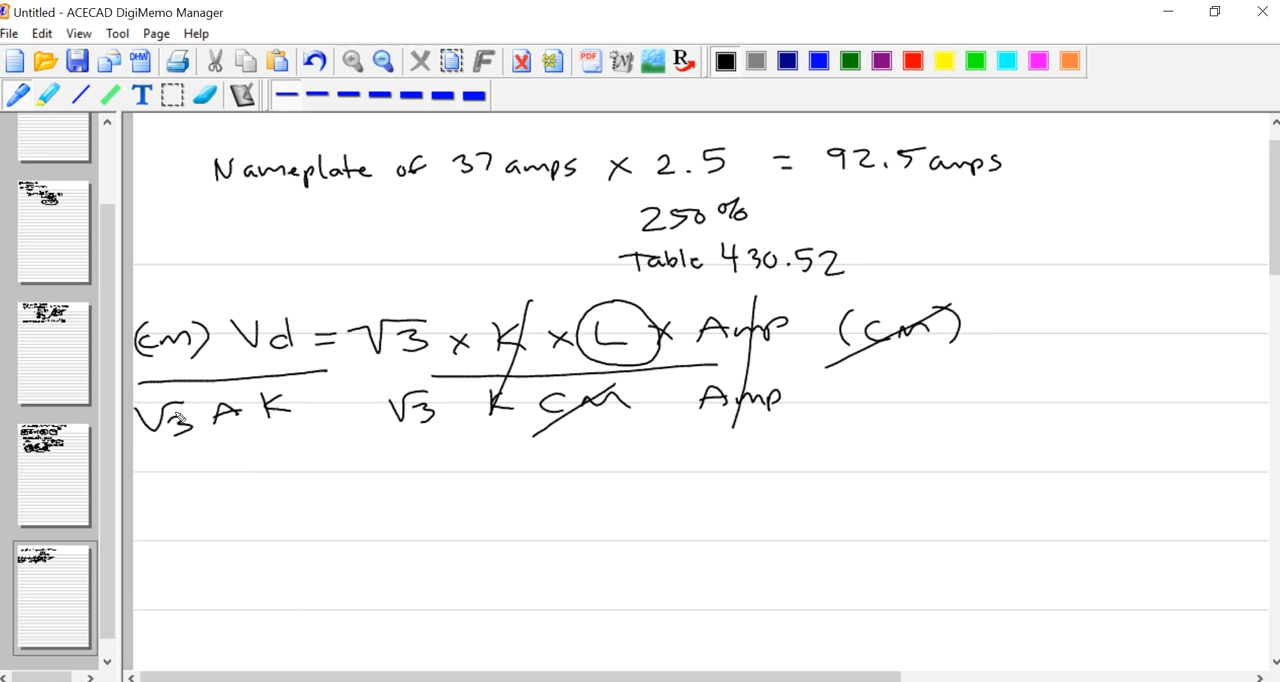 Untitled - ACECAD DigiMemo Manager
File Edit View Tool Page Help
Nameplate of 37 amps × 2.5 = 92.5 amps
250%
Table 430.52
(cm) Vd = √3 × K × L × Amp (cm)
√3 A K √3 K cm Amp